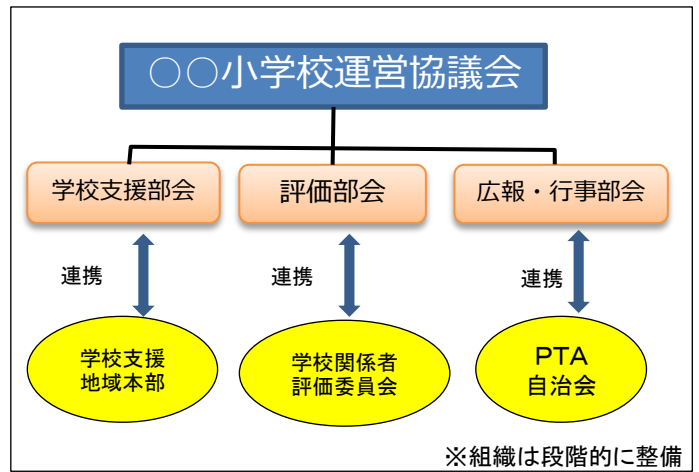 ○○小学校運営協議会
学校支援部会
評価部会
広報・行事部会
連携
連携
連携
学校支援
地域本部
学校関係者
評価委員会
PTA
自治会
※組織は段階的に整備